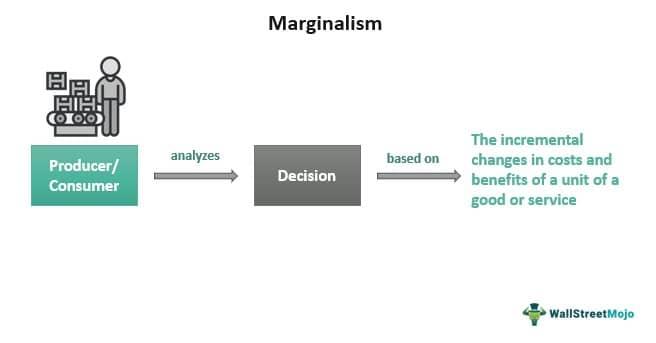 Marginalism
Producer/
Consumer
analyzes
Decision
based on
The incremental
changes in costs and
benefits of a unit of a
good or service
WallStreetMojo